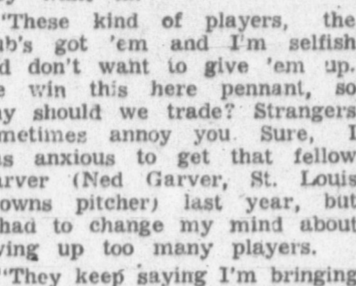 "These kind of players, the
ub's got 'em and I'm selfish
d don't want to give 'em up.
e win this here pennant, so
y should we trade? Strangers
metimes annoy you. Sure, I
s anxious to get that fellow
arver (Ned Garver, St. Louis
owns pitcher) last year, but
had to change my mind about
ving up too many players.
"They keep saying I'm bringing